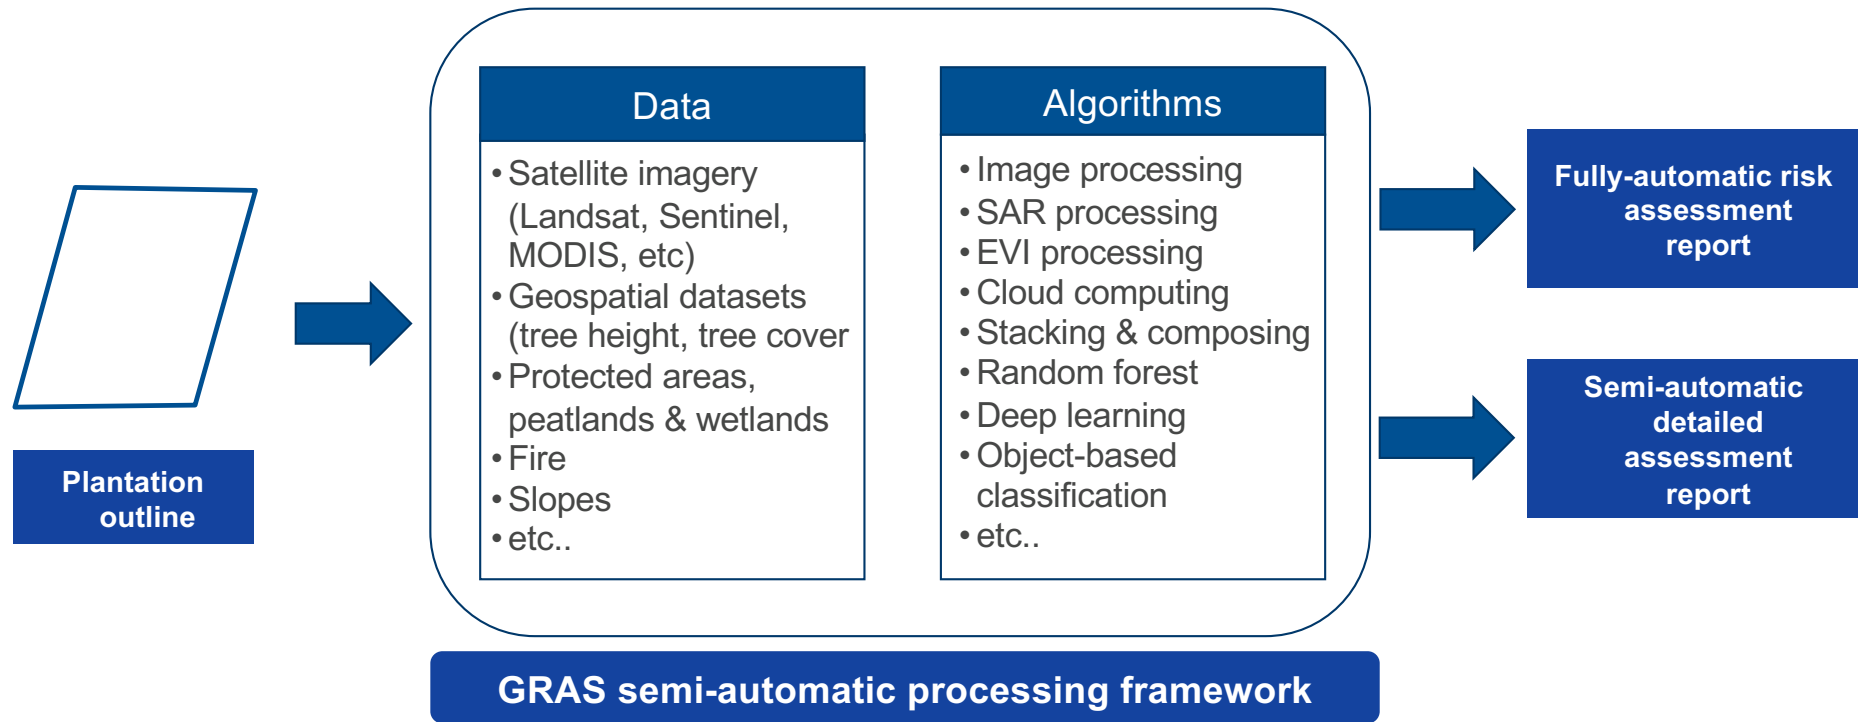 Plantation
outline
Data
• Satellite imagery
(Landsat, Sentinel,
MODIS, etc)
• Geospatial datasets
(tree height, tree cover
• Protected areas,
peatlands & wetlands
• Fire
• Slopes
• etc..
Algorithms
• Image processing
• SAR processing
• EVI processing
• Cloud computing
• Stacking & composing
• Random forest
• Deep learning
• Object-based
classification
• etc..
Fully-automatic risk
assessment
report
Semi-automatic
detailed
assessment
report
GRAS semi-automatic processing framework